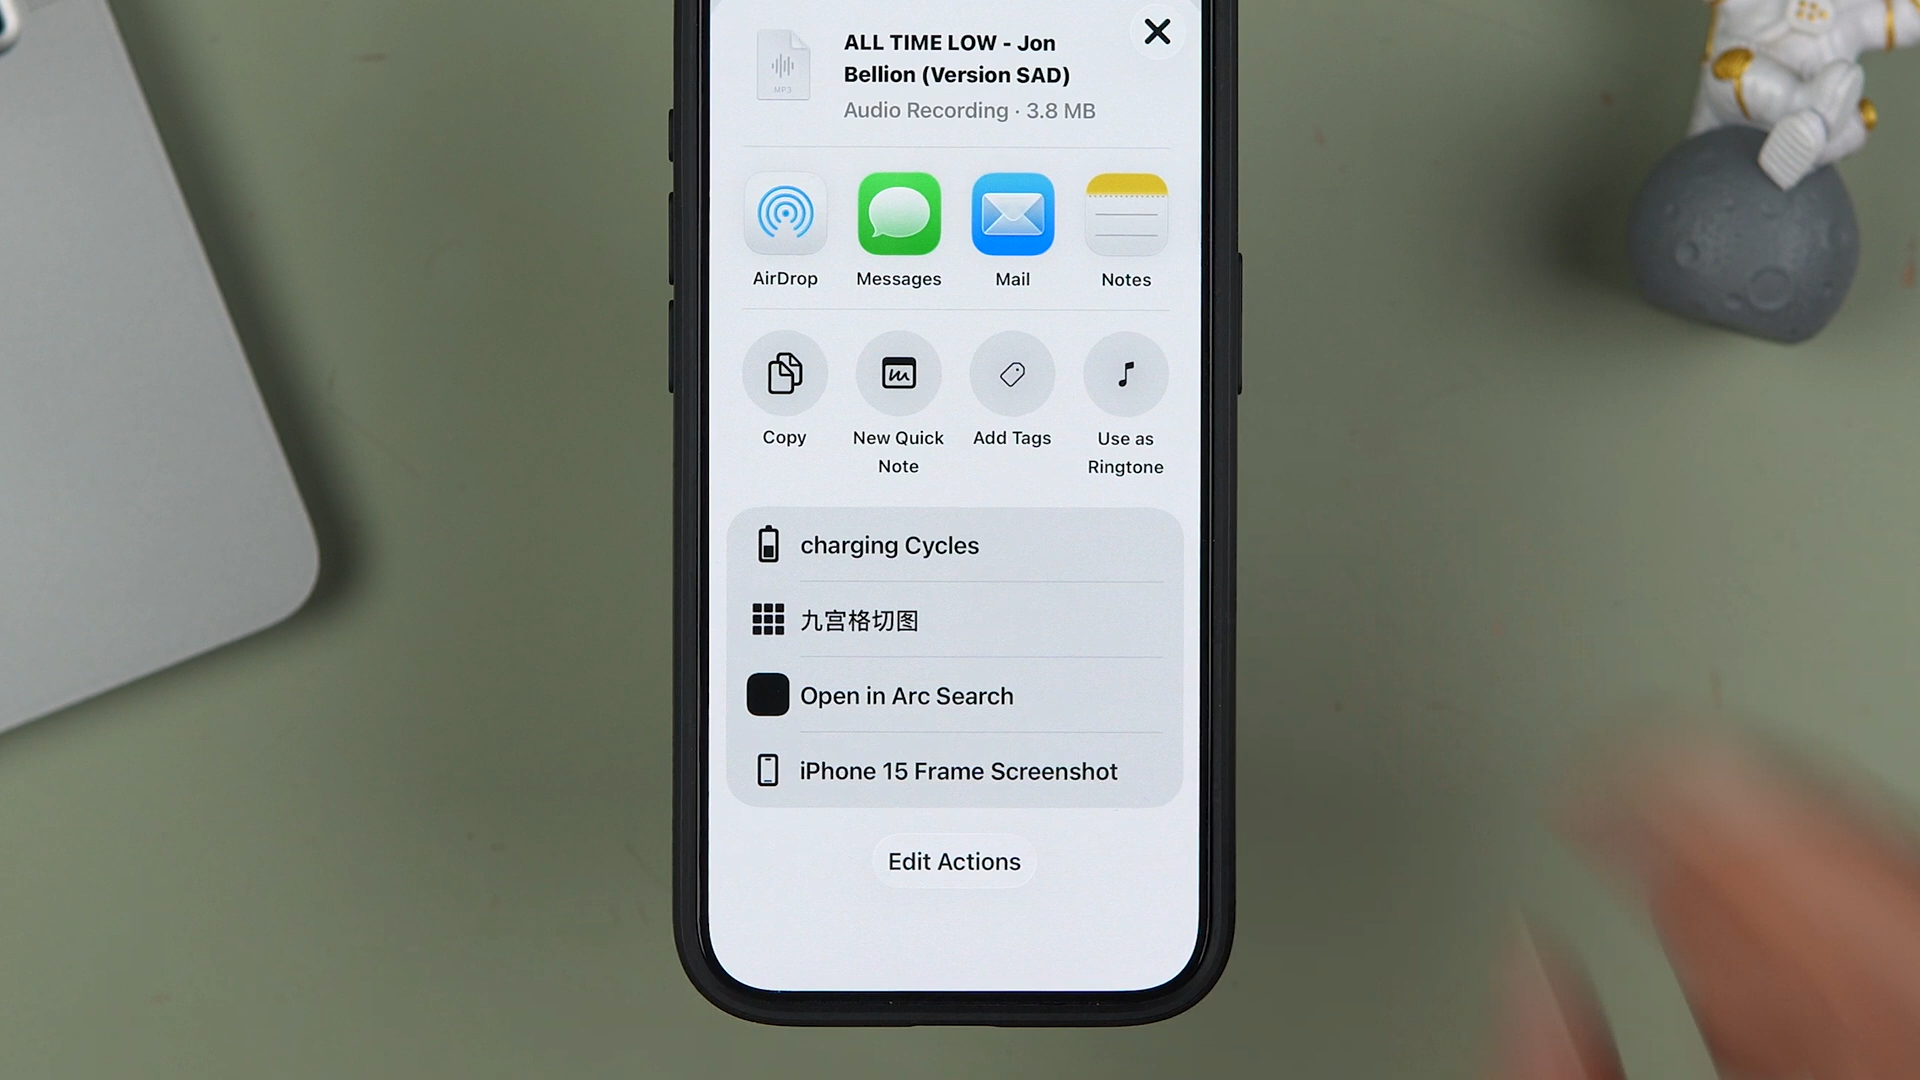 ALL TIME LOW - Jon
Bellion (Version SAD)
Audio Recording · 3.8 MB
MP3
AirDrop
Messages
Mail
Notes
Copy
New Quick
Note
Add Tags
Use as
Ringtone
charging Cycles
九宫格切图
Open in Arc Search
iPhone 15 Frame Screenshot
Edit Actions